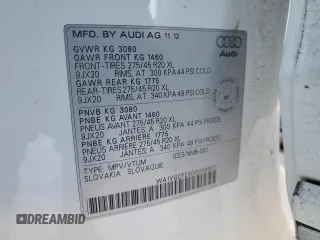 MFD. BY AUDI AG 11 12
Audi
GVWR KG 3080
GAWR FRONT KG 1460
FRONT-TIRES 275/45 R20 XL
9JX20 RIMS, AT 300 KPA 44 PSI COLD
GAWR REAR KG 1775
REAR-TIRES 275/45 R20 XL
9JX20 RIMS, AT 340 KPA 49 PSI COLD
PNVB KG 3080
PNBE KG AVANT 1460
PNEUS AVANT 275/45 R20 XL
9JX20 JANTES, A 300 KPA 44 PSI FROIDS
PNBE KG ARRIERE 1775
PNEUS ARRIERE 275/45 R20 XL
9JX20 JANTES, A 340 KPA 49 PSI FROIDS
TYPE: MPV/VTUM
SLOVAKIA SLOVAQUIE
DEALER